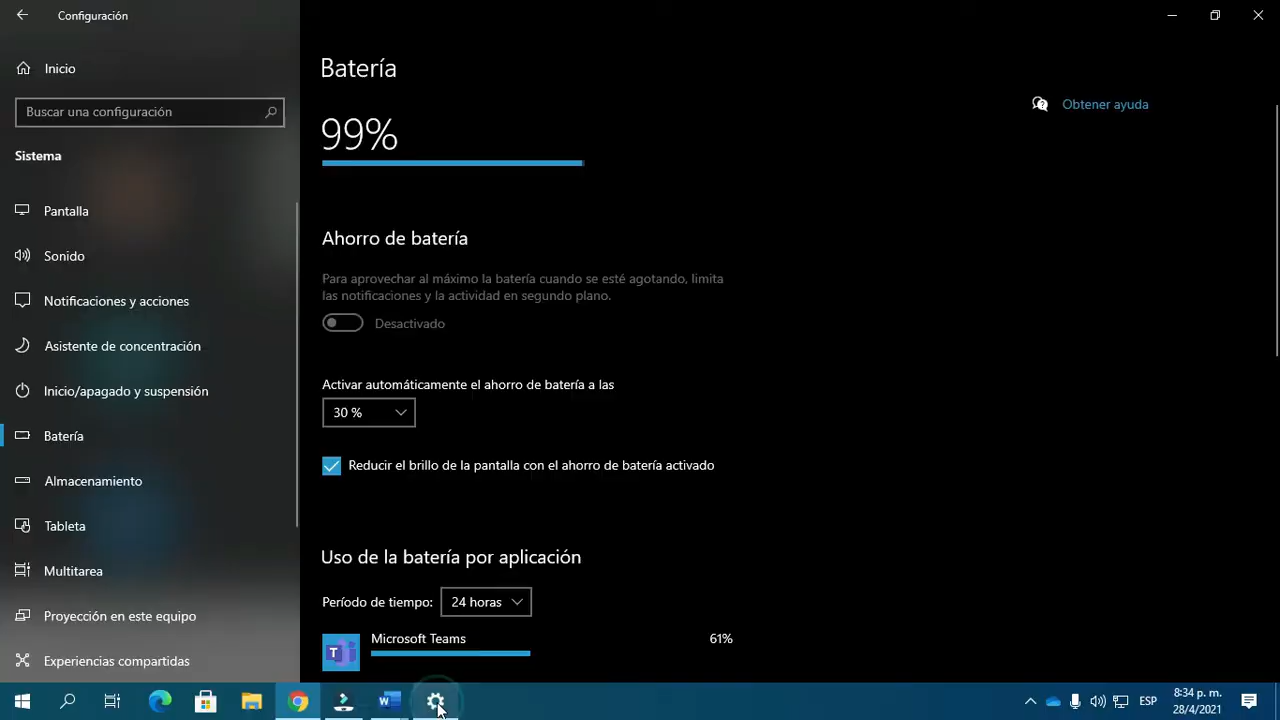 Configuración
Inicio
Buscar una configuración
Sistema
Pantalla
Sonido
Notificaciones y acciones
Asistente de concentración
Inicio/apagado y suspensión
Batería
Almacenamiento
Tableta
Multitarea
Proyección en este equipo
Experiencias compartidas
Batería
99%
Obtener ayuda
Ahorro de batería
Para aprovechar al máximo la batería cuando se esté agotando, limita
las notificaciones y la actividad en segundo plano.
Desactivado
Activar automáticamente el ahorro de batería a las
30 %
Reducir el brillo de la pantalla con el ahorro de batería activado
Uso de la batería por aplicación
Período de tiempo: 24 horas
Microsoft Teams 61%
ESP
8:34 p. m.
28/4/2021